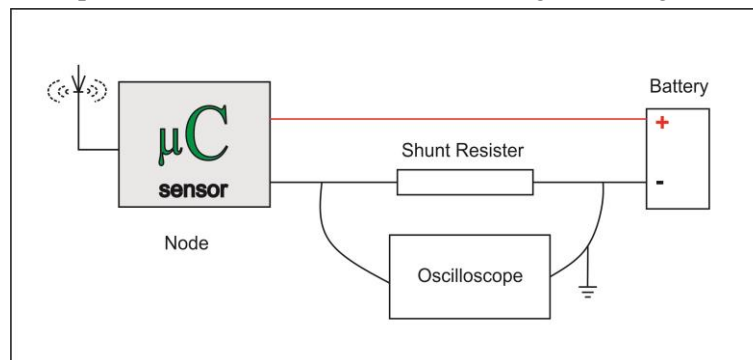 Battery
+
μC
Shunt Resister
sensor
-
Node
Oscilloscope